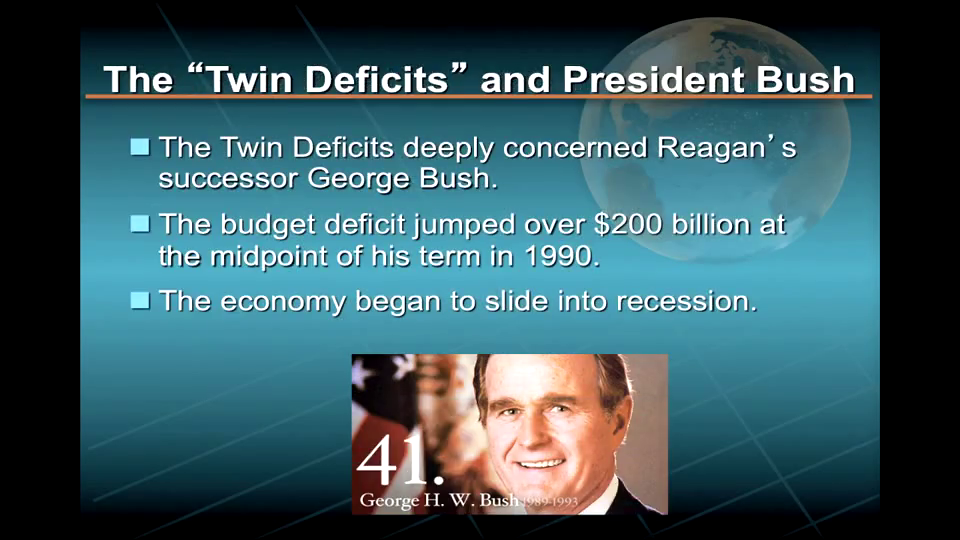 The “Twin Deficits” and President Bush
The Twin Deficits deeply concerned Reagan’s
successor George Bush.
The budget deficit jumped over $200 billion at
the midpoint of his term in 1990.
The economy began to slide into recession.
41.
George H. W. Bush 1989-1993